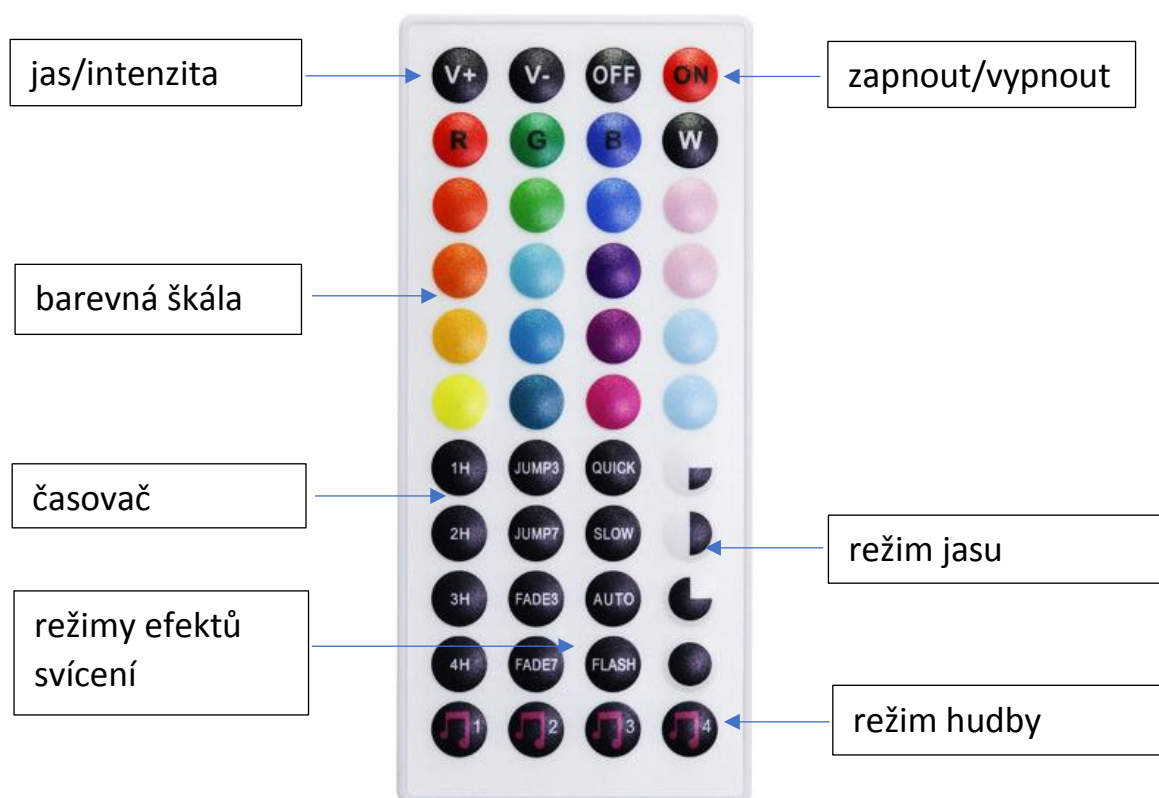 jas/intenzita
V+ V- OFF ON
zapnout/vypnout
R G B W
barevná škála
1H JUMP3 QUICK
časovač
2H JUMP7 SLOW
režim jasu
3H FADE3 AUTO
režimy efektů
svícení
4H FADE7 FLASH
1 2 3 4
režim hudby